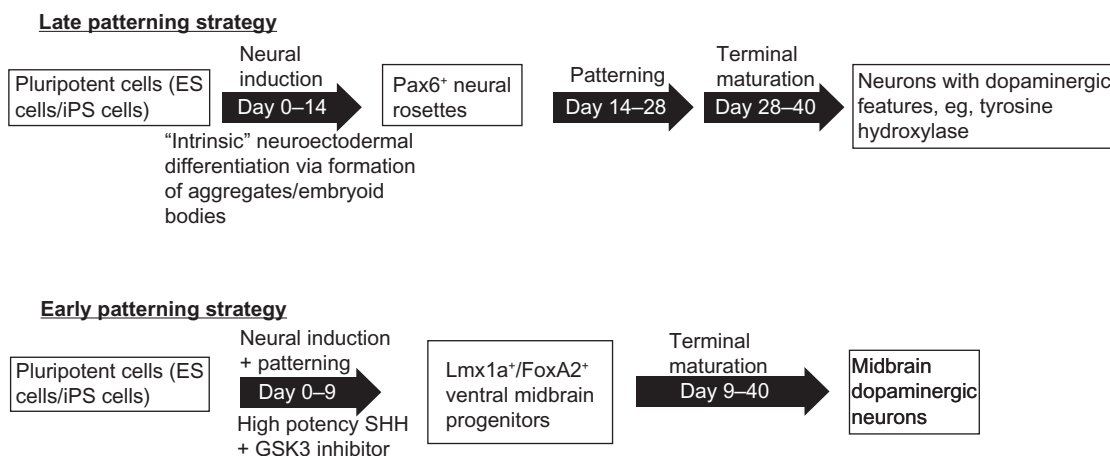 Late patterning strategy
Pluripotent cells (ES
cells/iPS cells)
Neural
induction
Day 0–14
"Intrinsic" neuroectodermal
differentiation via formation
of aggregates/embryoid
bodies
Pax6⁺ neural
rosettes
Patterning
Day 14–28
Terminal
maturation
Day 28–40
Neurons with dopaminergic
features, eg, tyrosine
hydroxylase
Early patterning strategy
Pluripotent cells (ES
cells/iPS cells)
Neural induction
+ patterning
Day 0–9
High potency SHH
+ GSK3 inhibitor
Lmx1a⁺/FoxA2⁺
ventral midbrain
progenitors
Terminal
maturation
Day 9–40
Midbrain
dopaminergic
neurons